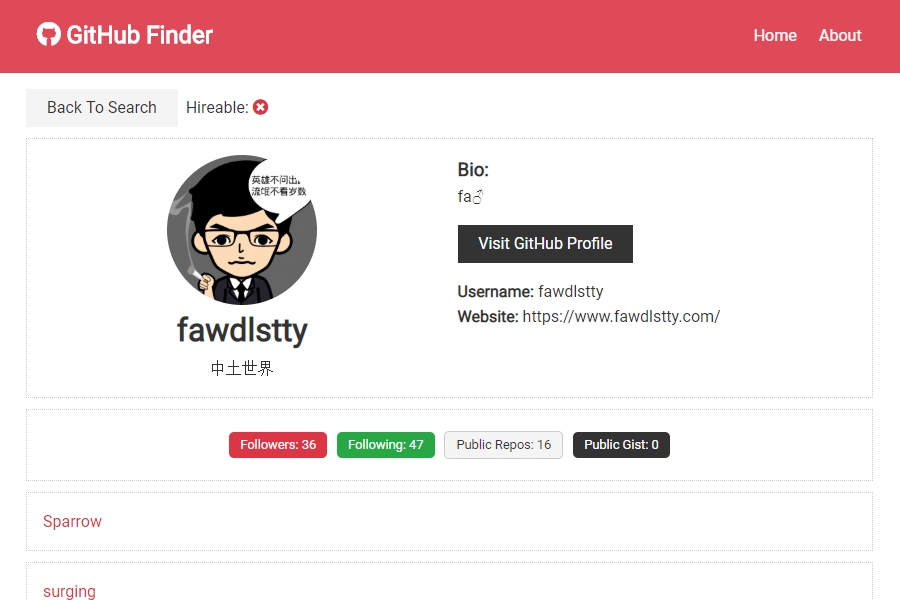 GitHub Finder
Home
About
Back To Search
Hireable:
英雄不问出处
流氓不看岁数
fawdlstty
中土世界
Bio:
fa♂
Visit GitHub Profile
Username: fawdlstty
Website: https://www.fawdlstty.com/
Followers: 36
Following: 47
Public Repos: 16
Public Gist: 0
Sparrow
surging